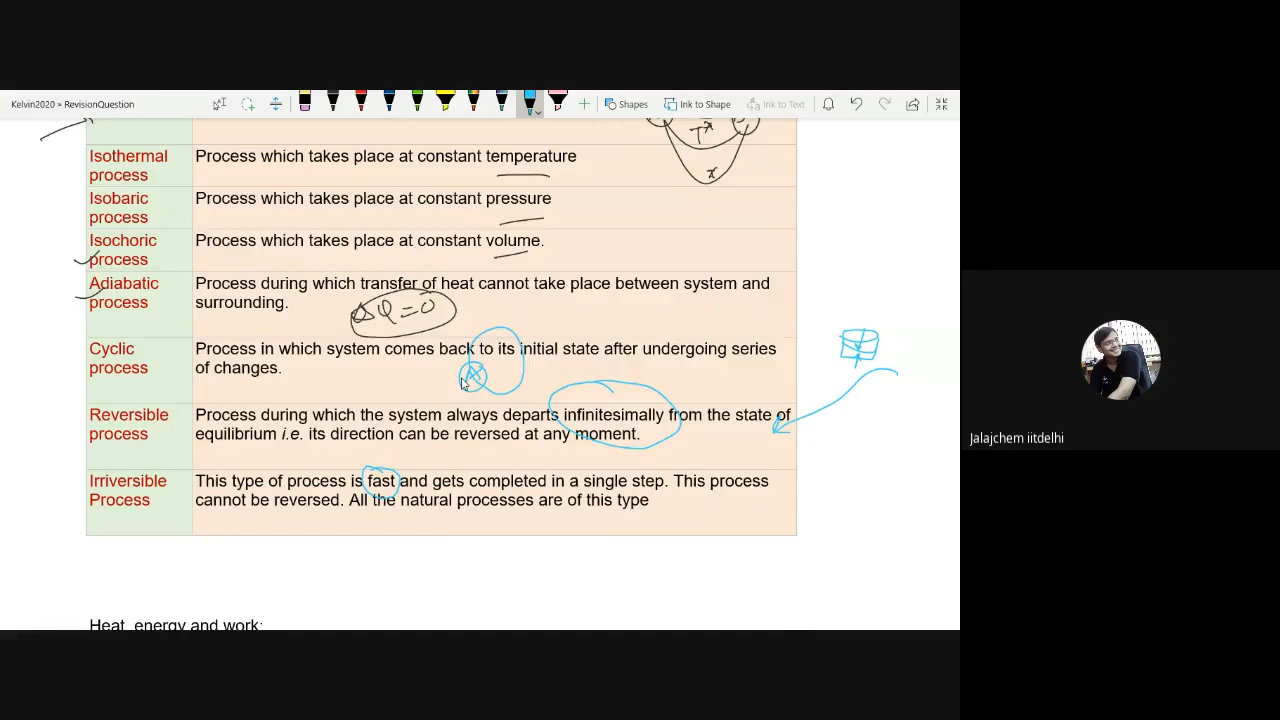 Kelvin2020 » RevisionQuestion
Shapes
Ink to Shape
Ink to Text
T
x
Isothermal process
Process which takes place at constant temperature
x
Isobaric process
Process which takes place at constant pressure
Isochoric process
Process which takes place at constant volume.
Adiabatic process
Process during which transfer of heat cannot take place between system and
surrounding.
ΔQ = 0
Cyclic process
Process in which system comes back to its initial state after undergoing series
of changes.
Reversible process
Process during which the system always departs infinitesimally from the state of
equilibrium i.e. its direction can be reversed at any moment.
Irriversible Process
This type of process is fast and gets completed in a single step. This process
cannot be reversed. All the natural processes are of this type
Heat, energy and work:
Jalajchem iitdelhi